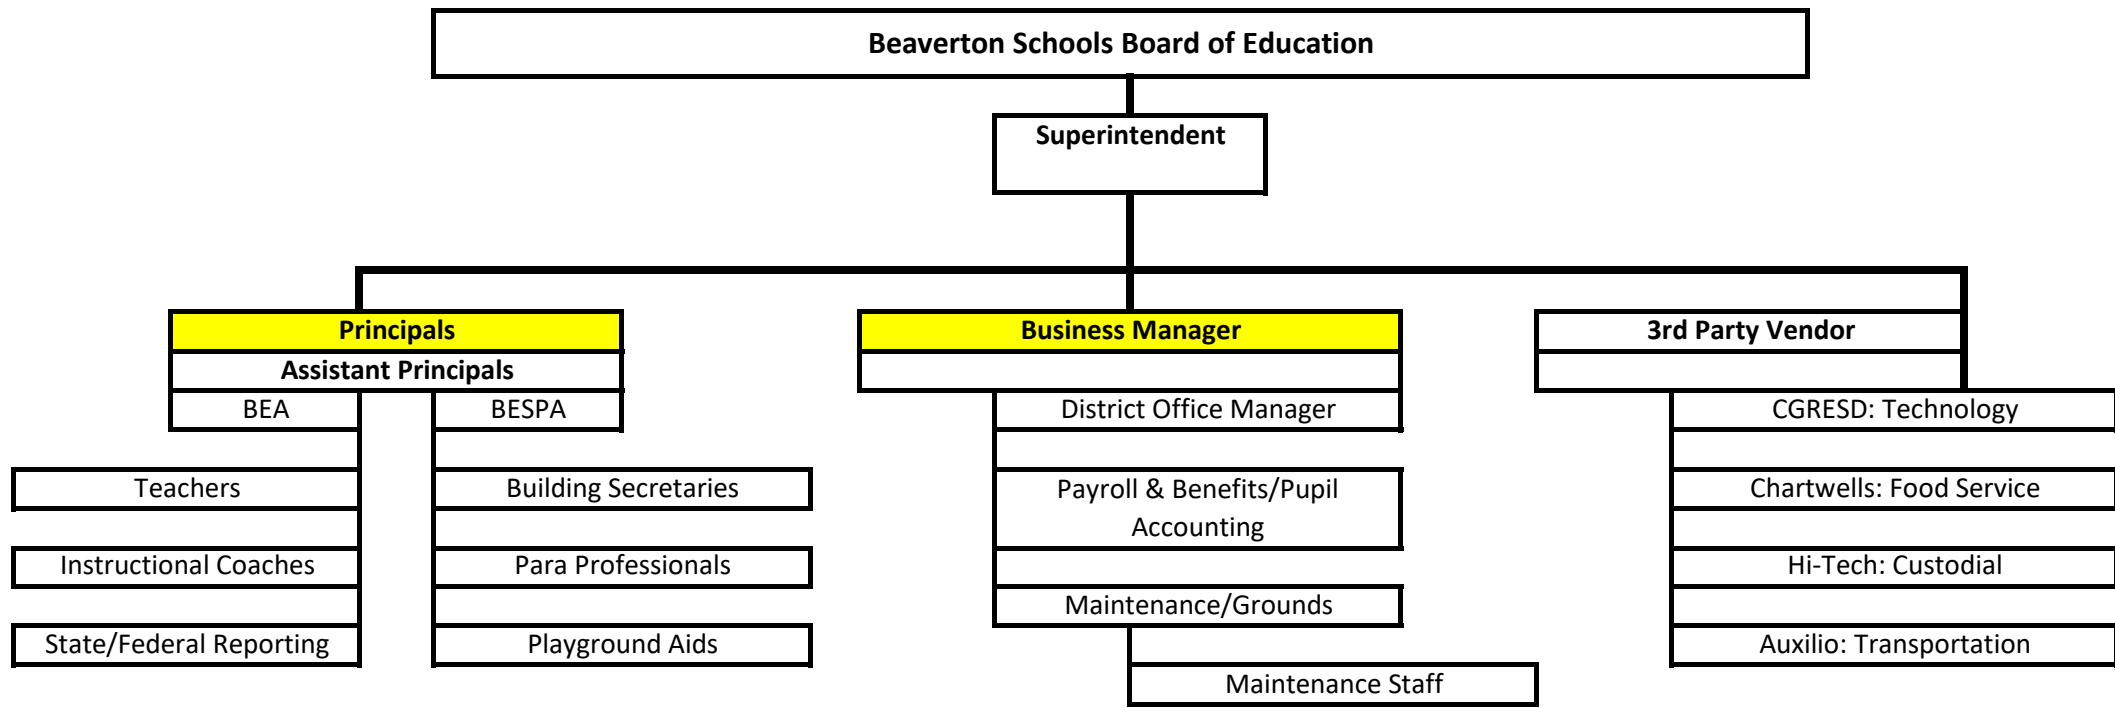 Beaverton Schools Board of Education
Superintendent
Principals
Business Manager
3rd Party Vendor
Assistant Principals
BEA
BESPA
District Office Manager
CGRESD: Technology
Teachers
Building Secretaries
Payroll & Benefits/Pupil
Accounting
Chartwells: Food Service
Instructional Coaches
Para Professionals
Hi-Tech: Custodial
Maintenance/Grounds
State/Federal Reporting
Playground Aids
Auxilio: Transportation
Maintenance Staff